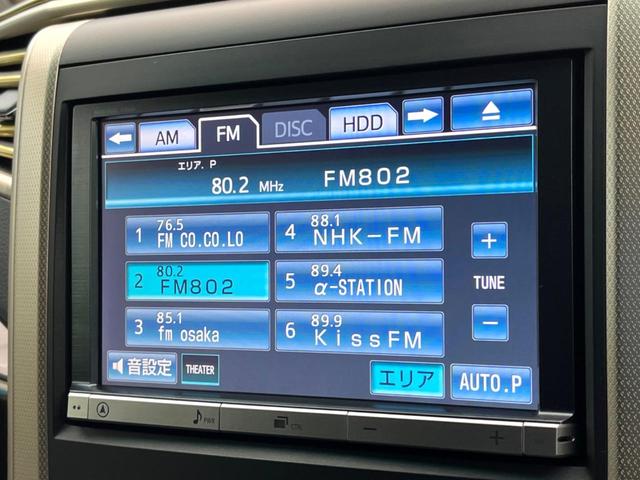 AM FM DISC HDD
エリア. P
80.2 MHz FM802
1 76.5 FM CO.CO.LO
4 88.1 NHK-FM
2 80.2 FM802
5 89.4 α-STATION
3 85.1 fm osaka
6 89.9 KissFM
TUNE
音設定 THEATER エリア AUTO.P
PWR CTRL